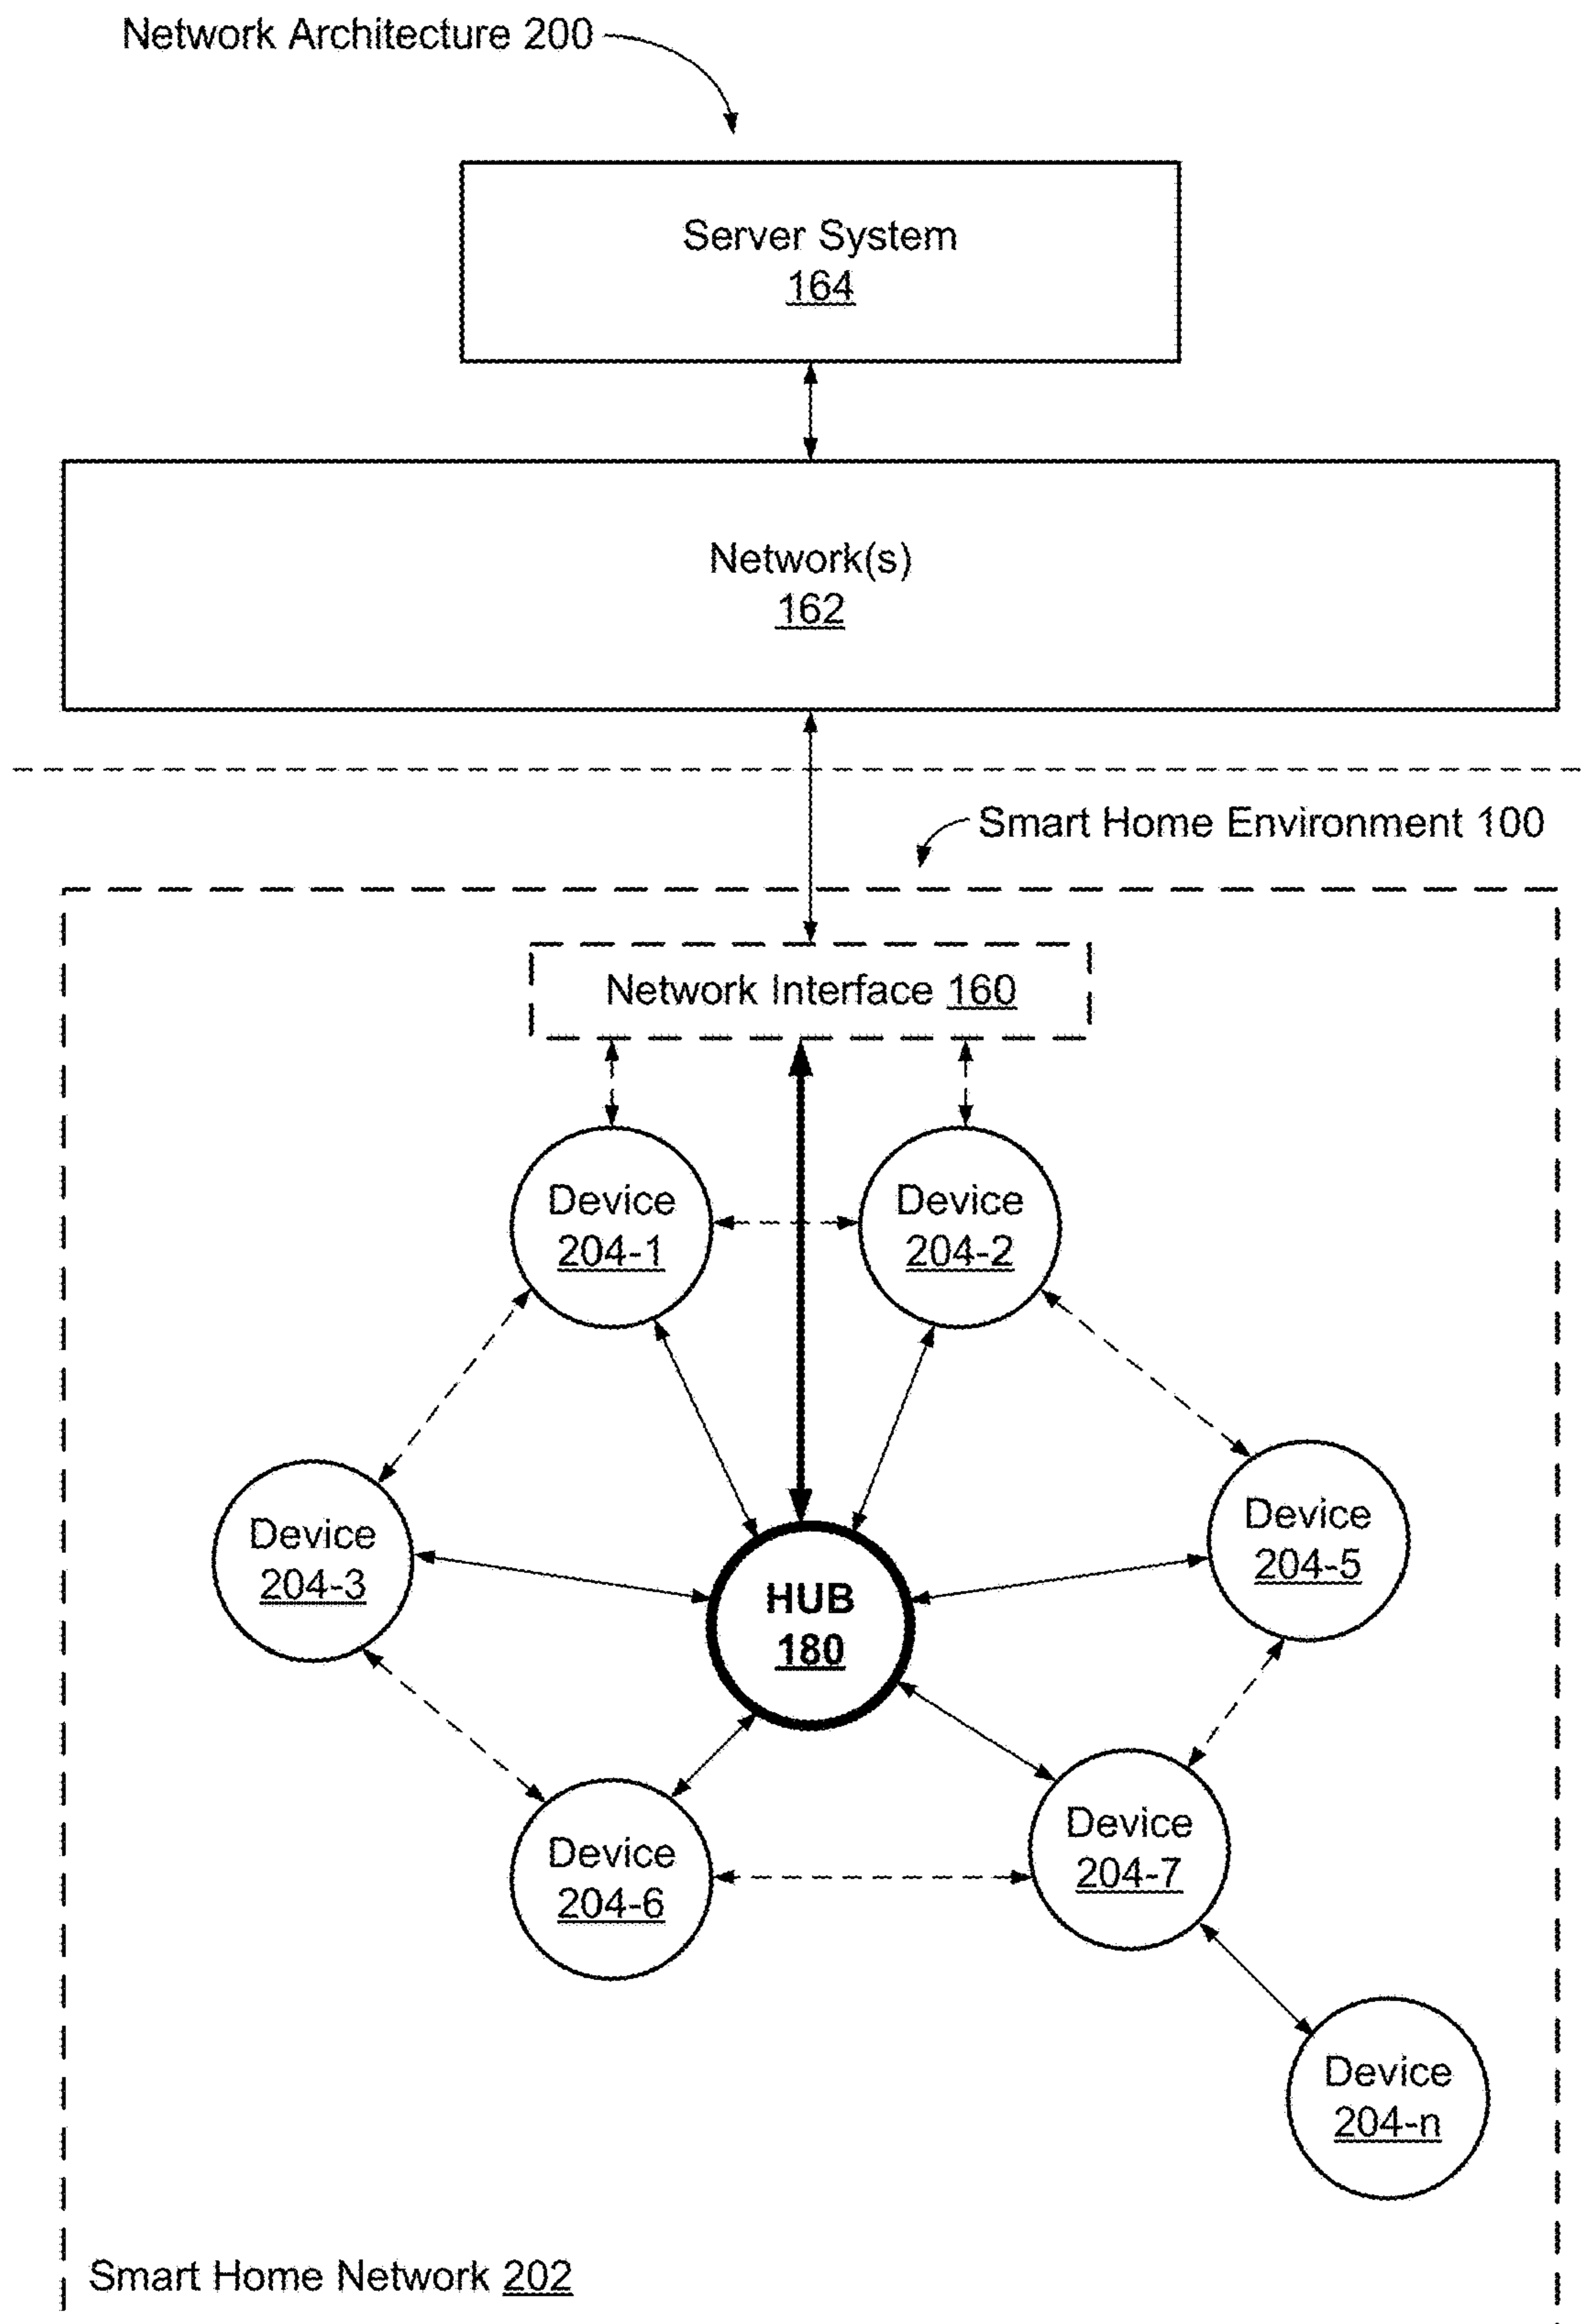 Network Architecture 200
Server System
164
Network(s)
162
Smart Home Environment 100
Network Interface 160
Device
204-1
Device
204-2
Device
204-3
Device
204-5
HUB
180
Device
204-6
Device
204-7
Device
204-n
Smart Home Network 202